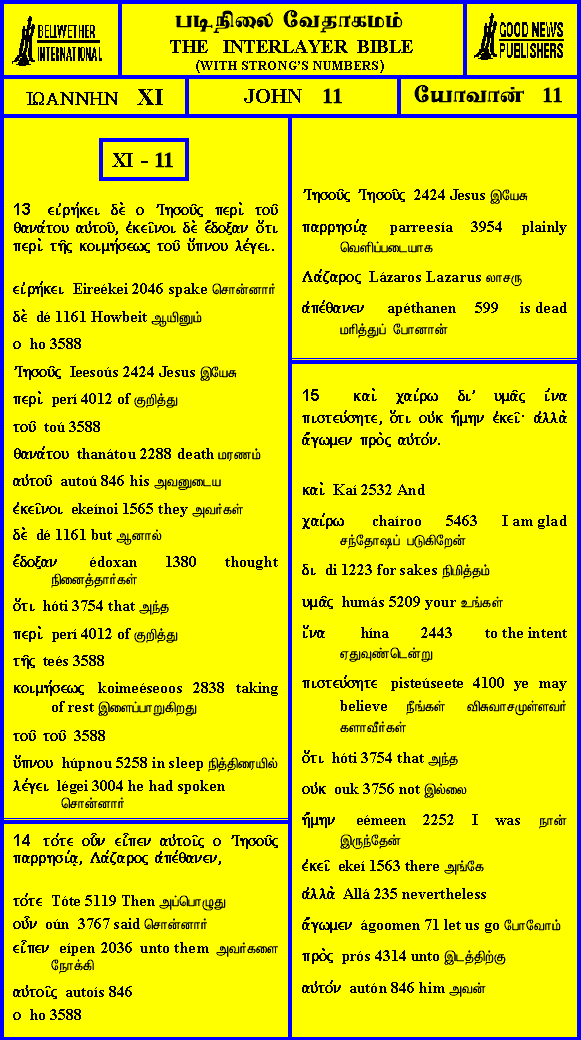 BELLWETHER
INTERNATIONAL
படிநிலை வேதாகமம்
THE INTERLAYER BIBLE
(WITH STRONG'S NUMBERS)
GOOD NEWS
PUBLISHERS
ΙΩΑΝΝΗΝ XI
JOHN 11
யோவான் 11
XI - 11
13 εἰρήκει δὲ ο Ἰησοῦς περὶ τοῦ
θανάτου αὐτοῦ, ἐκεῖνοι δὲ ἔδοξαν ὅτι
περὶ τῆς κοιμήσεως τοῦ ὕπνου λέγει.
εἰρήκει Eireékei 2046 spake சொன்னார்
δὲ dé 1161 Howbeit ஆயினும்
ο ho 3588
Ἰησοῦς Ieesoús 2424 Jesus இயேசு
περὶ perí 4012 of குறித்து
τοῦ toú 3588
θανάτου thanátou 2288 death மரணம்
αὐτοῦ autoú 846 his அவனுடைய
ἐκεῖνοι ekeínoi 1565 they அவர்கள்
δὲ dé 1161 but ஆனால்
ἔδοξαν édoxan 1380 thought
நினைத்தார்கள்
ὅτι hóti 3754 that அந்த
περὶ perí 4012 of குறித்து
τῆς teés 3588
κοιμήσεως koimeéseoos 2838 taking
of rest இளைப்பாறுகிறது
τοῦ τοῦ 3588
ὕπνου húpnou 5258 in sleep நித்திரையில்
λέγει légei 3004 he had spoken
சொன்னார்
14 τότε οὖν εἶπεν αὐτοῖς ο Ἰησοῦς
παρρησίᾳ, Λάζαρος ἀπέθανεν,
τότε Tóte 5119 Then அப்பொழுது
οὖν oún 3767 said சொன்னார்
εἶπεν eípen 2036 unto them அவர்களை
நோக்கி
αὐτοῖς autoís 846
ο ho 3588
Ἰησοῦς Ἰησοῦς 2424 Jesus இயேசு
παρρησίᾳ parreesía 3954 plainly
வெளிப்படையாக
Λάζαρος Lázaros Lazarus லாசரு
ἀπέθανεν apéthanen 599 is dead
மரித்துப் போனான்
15 καὶ χαίρω δι' υμᾶς ίνα
πιστεύσητε, ὅτι οὐκ ἤμην ἐκεῖ· ἀλλὰ
ἄγωμεν πρὸς αὐτόν.
καὶ Kaí 2532 And
χαίρω chaíroo 5463 I am glad
சந்தோஷப் படுகிறேன்
δι di 1223 for sakes நிமித்தம்
υμᾶς humás 5209 your உங்கள்
ἵνα hína 2443 to the intent
ஏதுவுண்டென்று
πιστεύσητε pisteúseete 4100 ye may
believe நீங்கள் விசுவாசமுள்ளவர்
களாவீர்கள்
ὅτι hóti 3754 that அந்த
οὐκ ouk 3756 not இல்லை
ἤμην eémeen 2252 I was நான்
இருந்தேன்
ἐκεῖ ekeí 1563 there அங்கே
ἀλλὰ Allá 235 nevertheless
ἄγωμεν ágoomen 71 let us go போவோம்
πρὸς prós 4314 unto இடத்திற்கு
αὐτόν autón 846 him அவன்